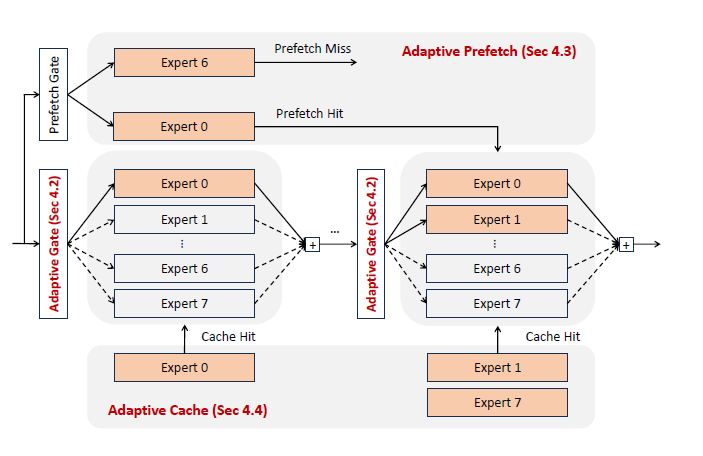 Prefetch Gate
Expert 6
Prefetch Miss
Adaptive Prefetch (Sec 4.3)
Expert 0
Prefetch Hit
Adaptive Gate (Sec 4.2)
Expert 0
Expert 1
⋮
Expert 6
Expert 7
+
...
Adaptive Gate (Sec 4.2)
Expert 0
Expert 1
⋮
Expert 6
Expert 7
+
Cache Hit
Expert 0
Adaptive Cache (Sec 4.4)
Cache Hit
Expert 1
Expert 7